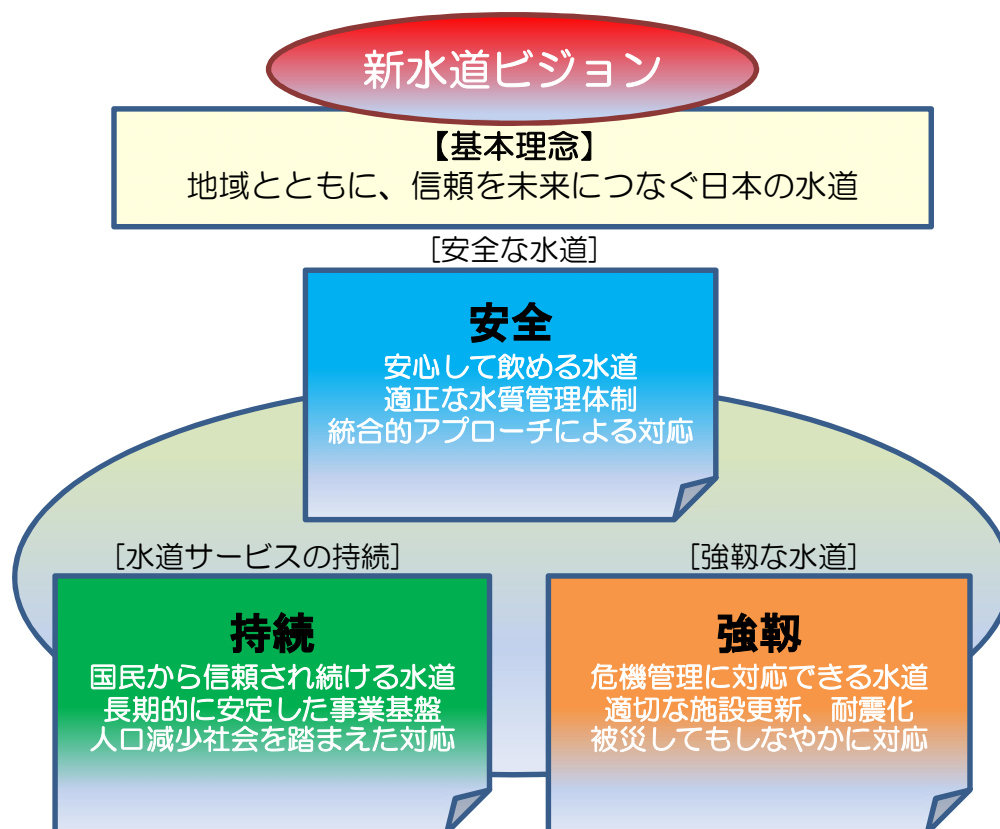 新水道ビジョン
【基本理念】
地域とともに、信頼を未来につなぐ日本の水道
[安全な水道]
安全
安心して飲める水道
適正な水質管理体制
統合的アプローチによる対応
[水道サービスの持続]
持続
国民から信頼され続ける水道
長期的に安定した事業基盤
人口減少社会を踏まえた対応
[強靱な水道]
強靱
危機管理に対応できる水道
適切な施設更新、耐震化
被災してもしなやかに対応